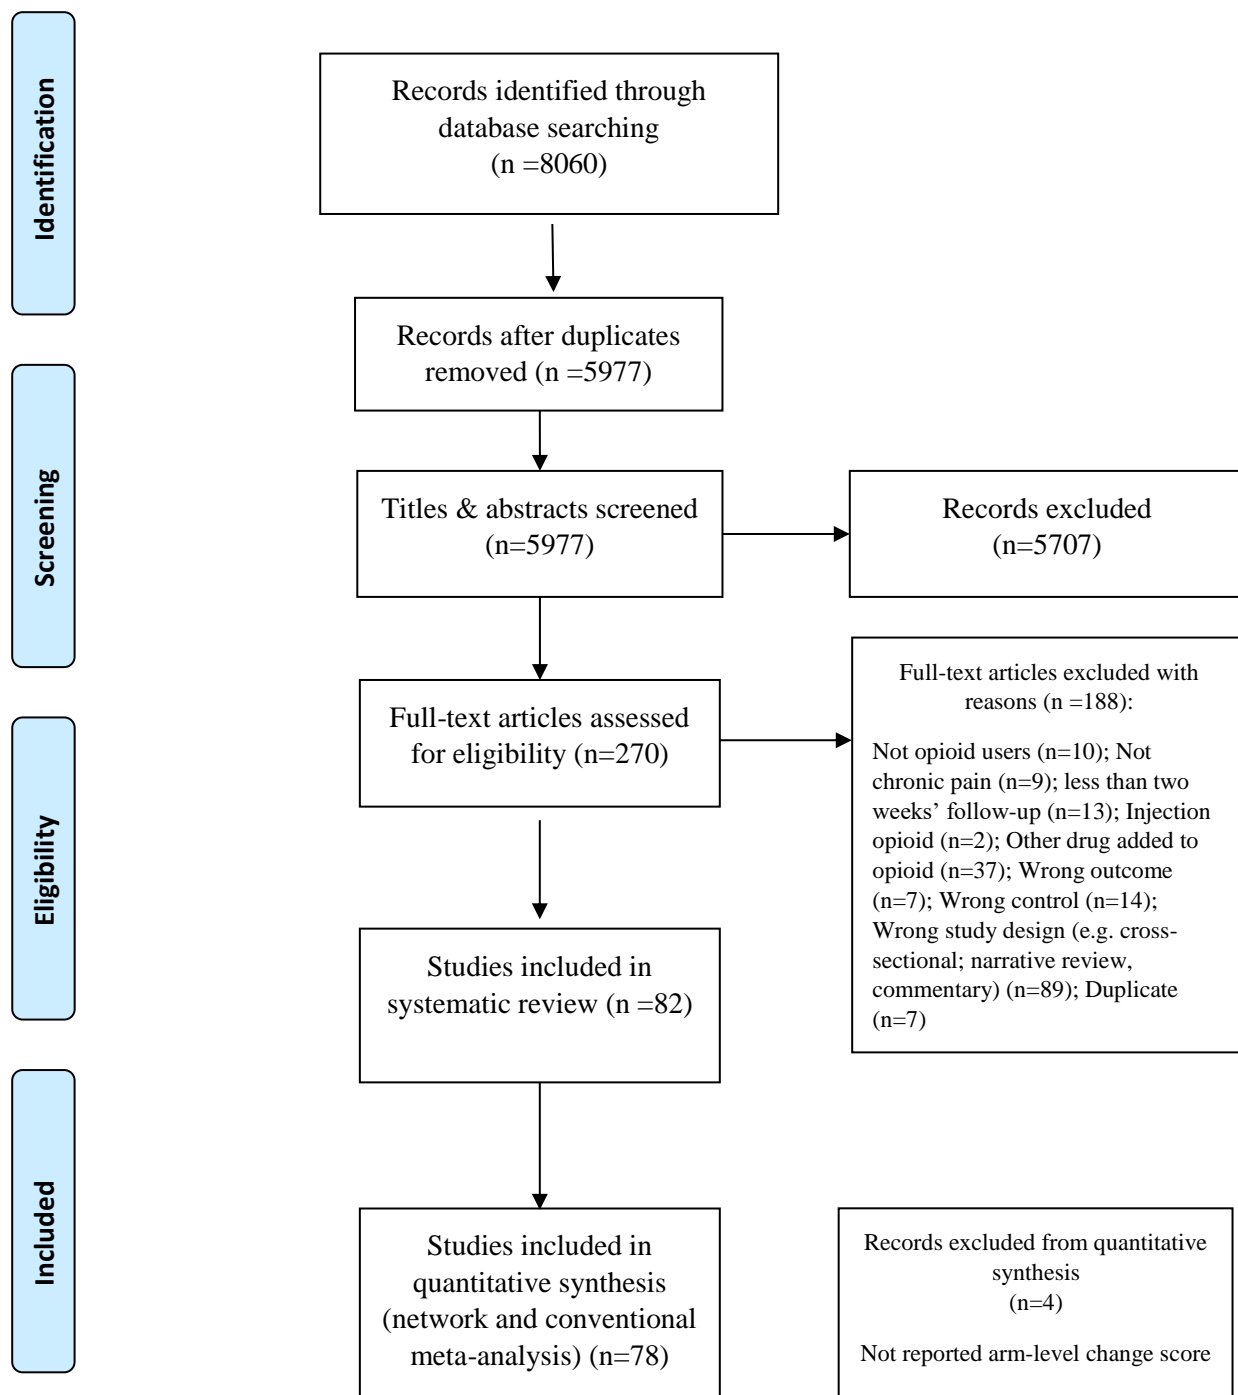 Identification
Records identified through
database searching
(n =8060)
Records after duplicates
removed (n =5977)
Screening
Titles & abstracts screened
(n=5977)
Records excluded
(n=5707)
Eligibility
Full-text articles assessed
for eligibility (n=270)
Full-text articles excluded with
reasons (n =188):
Not opioid users (n=10); Not
chronic pain (n=9); less than two
weeks’ follow-up (n=13); Injection
opioid (n=2); Other drug added to
opioid (n=37); Wrong outcome
(n=7); Wrong control (n=14);
Wrong study design (e.g. cross-
sectional; narrative review,
commentary) (n=89); Duplicate
(n=7)
Studies included in
systematic review (n =82)
Included
Studies included in
quantitative synthesis
(network and conventional
meta-analysis) (n=78)
Records excluded from quantitative
synthesis
(n=4)
Not reported arm-level change score